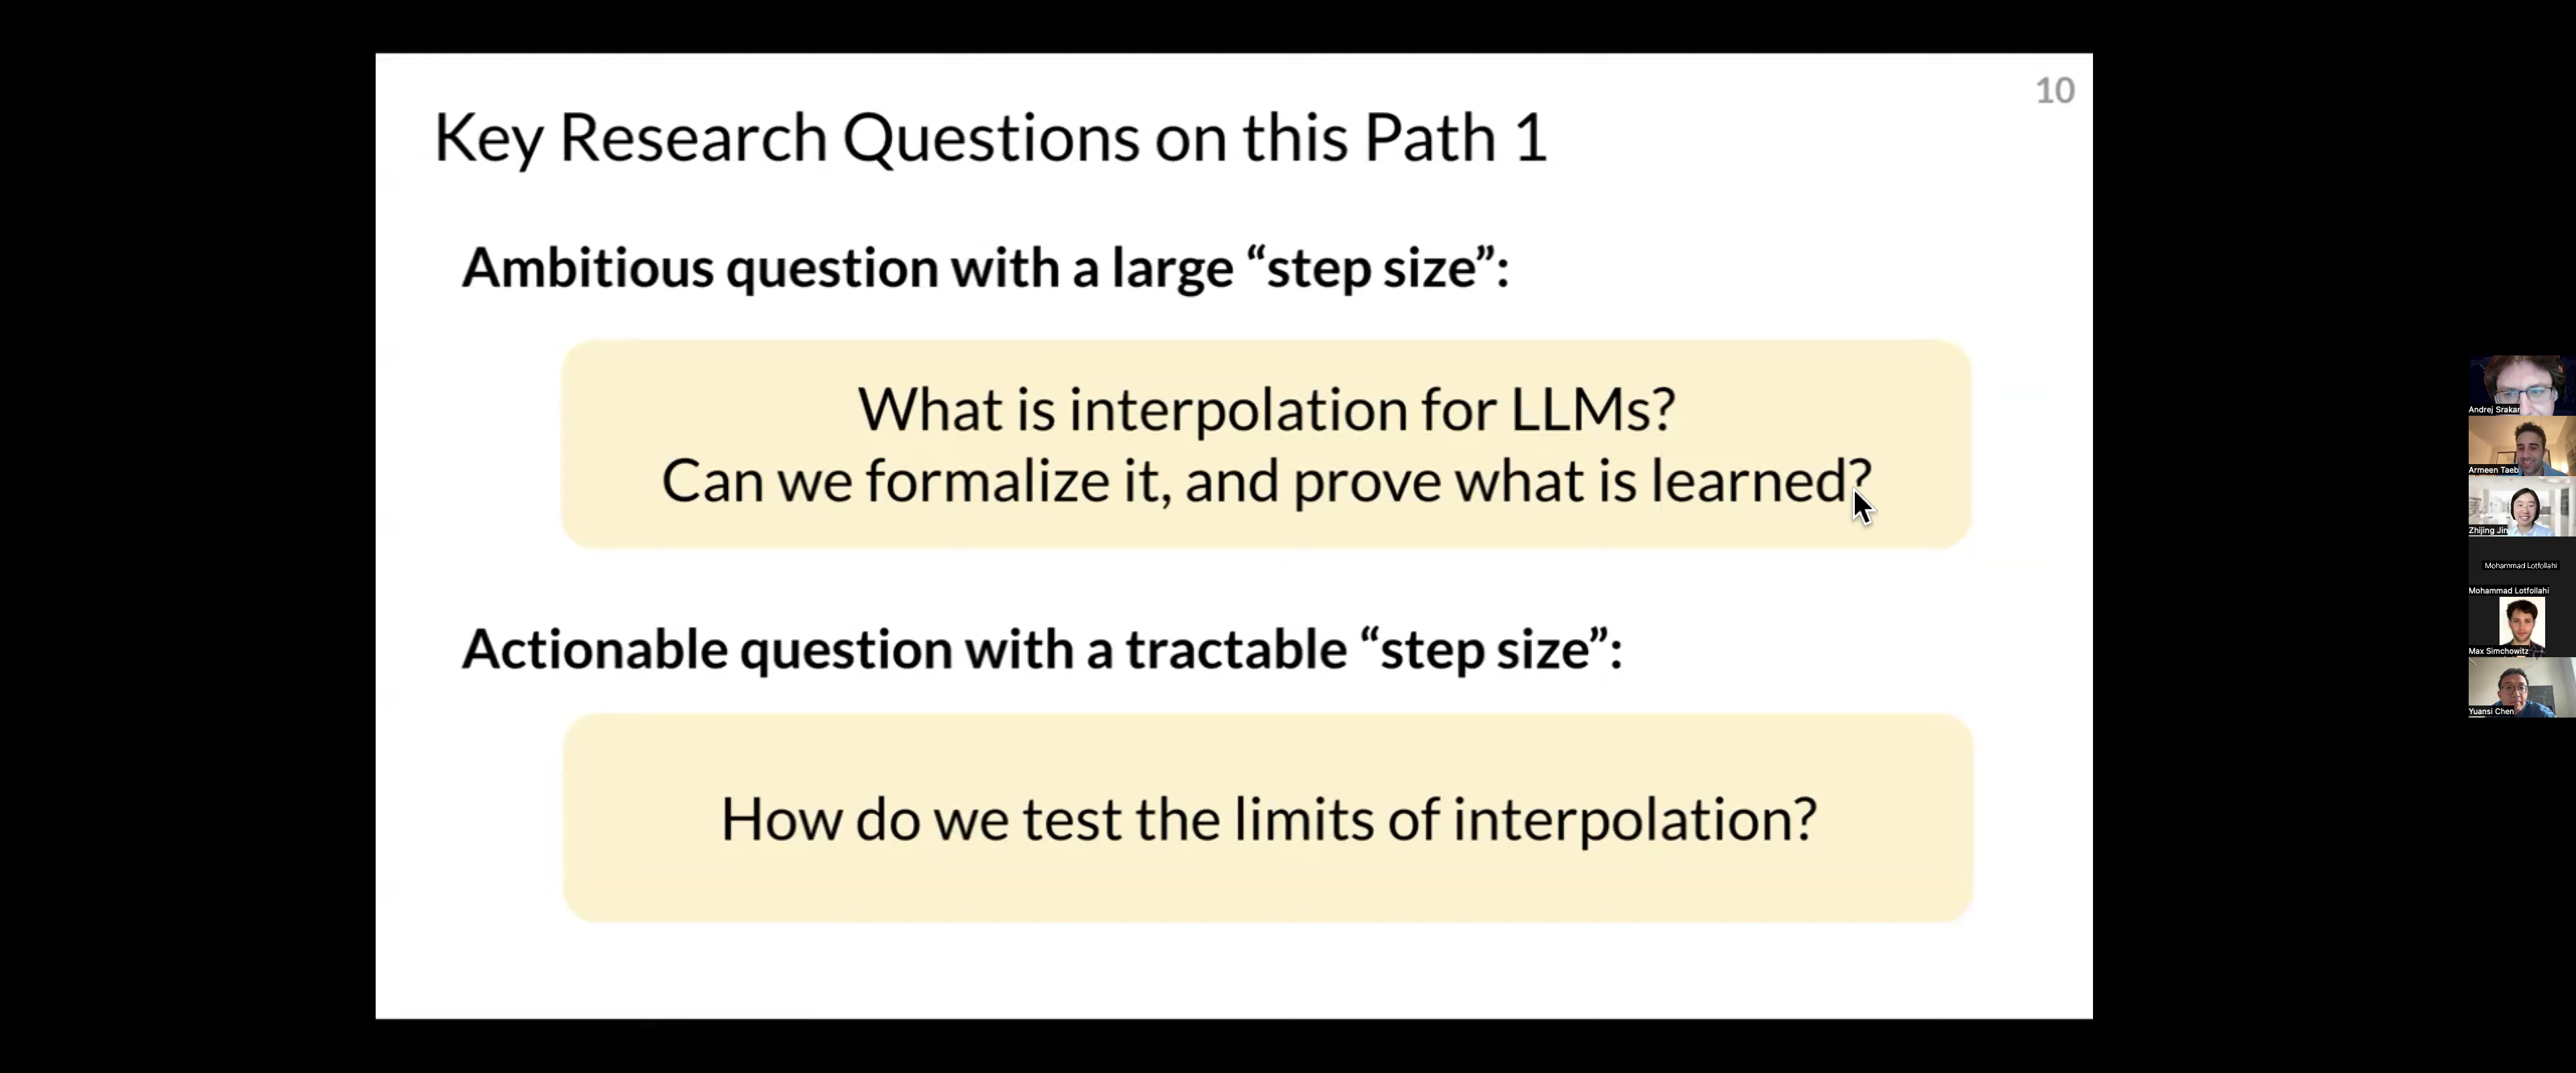 10
Key Research Questions on this Path 1
Ambitious question with a large “step size”:
What is interpolation for LLMs?
Can we formalize it, and prove what is learned?
Actionable question with a tractable “step size”:
How do we test the limits of interpolation?
Andrej Srakar
Armeen Taeb
Zhijing Jin
Mohammad Lotfollahi
Mohammad Lotfollahi
Max Simchowitz
Yuansi Chen